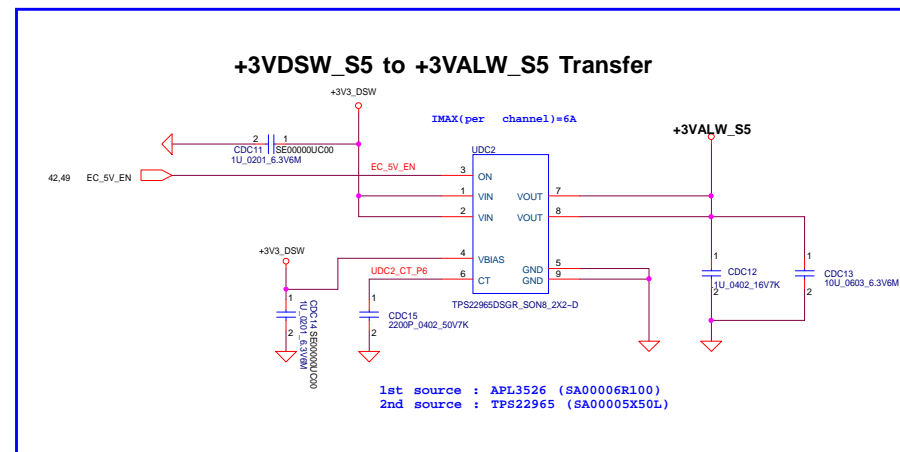 +3VDSW_S5 to +3VALW_S5 Transfer
+3V3_DSW
IMAX(per channel)=6A
+3VALW_S5
2
1
CDC11
SE00000UC00
1U_0201_6.3V6M
UDC2
42,49
EC_5V_EN
EC_5V_EN
3
ON
1
VIN
VOUT
7
2
VIN
VOUT
8
+3V3_DSW
4
VBIAS
GND
5
UDC2_CT_P6
6
CT
GND
9
TPS22965DSGR_SON8_2X2~D
1
2
CDC14 SE00000UC00
1U_0201_6.3V6M
1
2
CDC15
2200P_0402_50V7K
1
2
CDC12
.1U_0402_16V7K
1
2
CDC13
10U_0603_6.3V6M
1st source : APL3526 (SA00006R100)
2nd source : TPS22965 (SA00005X50L)